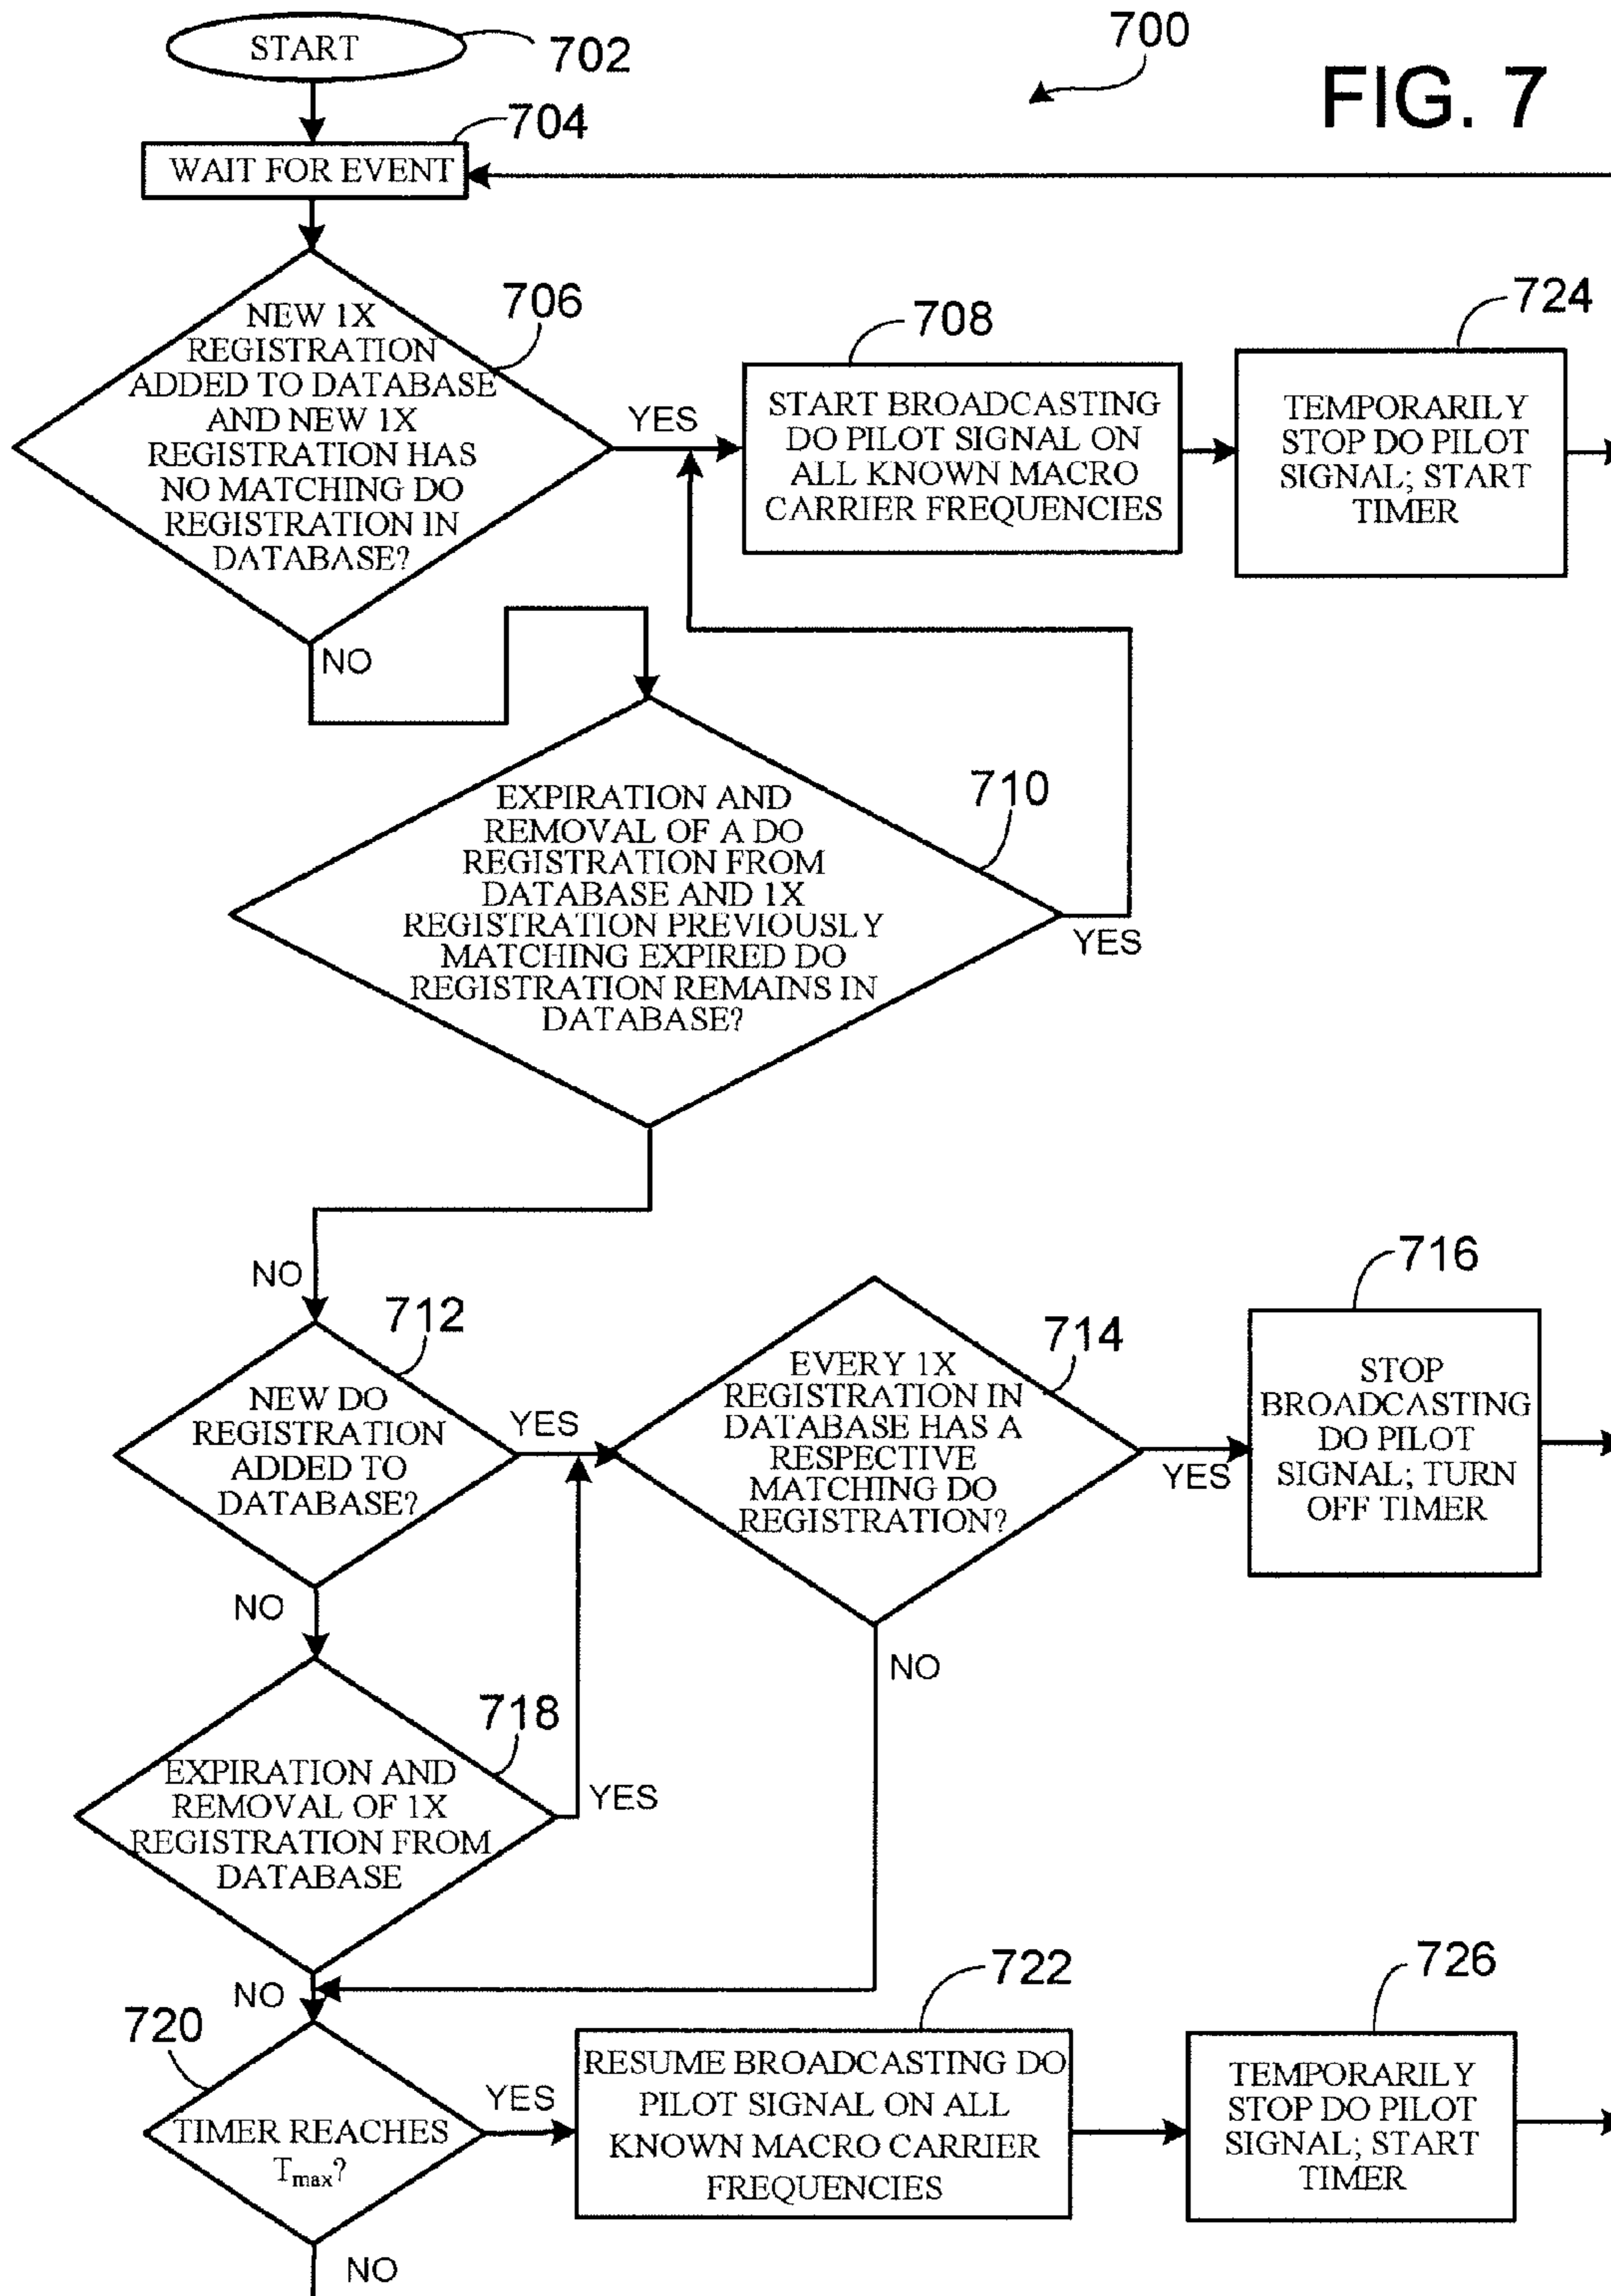 START
702
700
FIG. 7
704
WAIT FOR EVENT
706
NEW 1X
REGISTRATION
ADDED TO DATABASE
AND NEW 1X
REGISTRATION HAS
NO MATCHING DO
REGISTRATION IN
DATABASE?
YES
NO
708
START BROADCASTING
DO PILOT SIGNAL ON
ALL KNOWN MACRO
CARRIER FREQUENCIES
724
TEMPORARILY
STOP DO PILOT
SIGNAL; START
TIMER
710
EXPIRATION AND
REMOVAL OF A DO
REGISTRATION FROM
DATABASE AND 1X
REGISTRATION PREVIOUSLY
MATCHING EXPIRED DO
REGISTRATION REMAINS IN
DATABASE?
YES
NO
712
NEW DO
REGISTRATION
ADDED TO
DATABASE?
YES
NO
714
EVERY 1X
REGISTRATION IN
DATABASE HAS A
RESPECTIVE
MATCHING DO
REGISTRATION?
YES
NO
716
STOP
BROADCASTING
DO PILOT
SIGNAL; TURN
OFF TIMER
718
EXPIRATION AND
REMOVAL OF 1X
REGISTRATION FROM
DATABASE
YES
NO
720
TIMER REACHES
Tmax?
YES
NO
722
RESUME BROADCASTING DO
PILOT SIGNAL ON ALL
KNOWN MACRO CARRIER
FREQUENCIES
726
TEMPORARILY
STOP DO PILOT
SIGNAL; START
TIMER